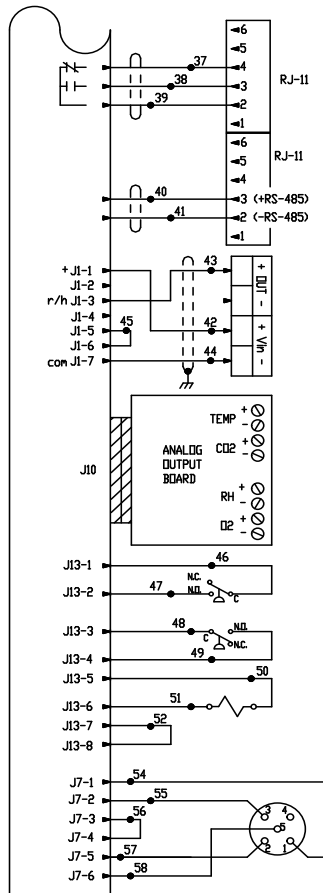 6
5
37
4
38
3
RJ-11
39
2
1
RJ-11
6
5
4
40
3 (+RS-485)
41
2 (-RS-485)
1
43
+ J1-1
+ OUT -
J1-2
r/h J1-3
J1-4
45
42
J1-5
+ Vin -
J1-6
44
com J1-7
TEMP + -
CO2 + -
ANALOG
OUTPUT
BOARD
J10
RH + -
O2 + -
46
J13-1
N.C.
47
N.O.
J13-2
C
48
N.O.
J13-3
C
N.C.
49
J13-4
50
J13-5
51
J13-6
52
J13-7
J13-8
54
J7-1
55
J7-2
3
4
56
J7-3
5
J7-4
57
2
1
J7-5
58
J7-6